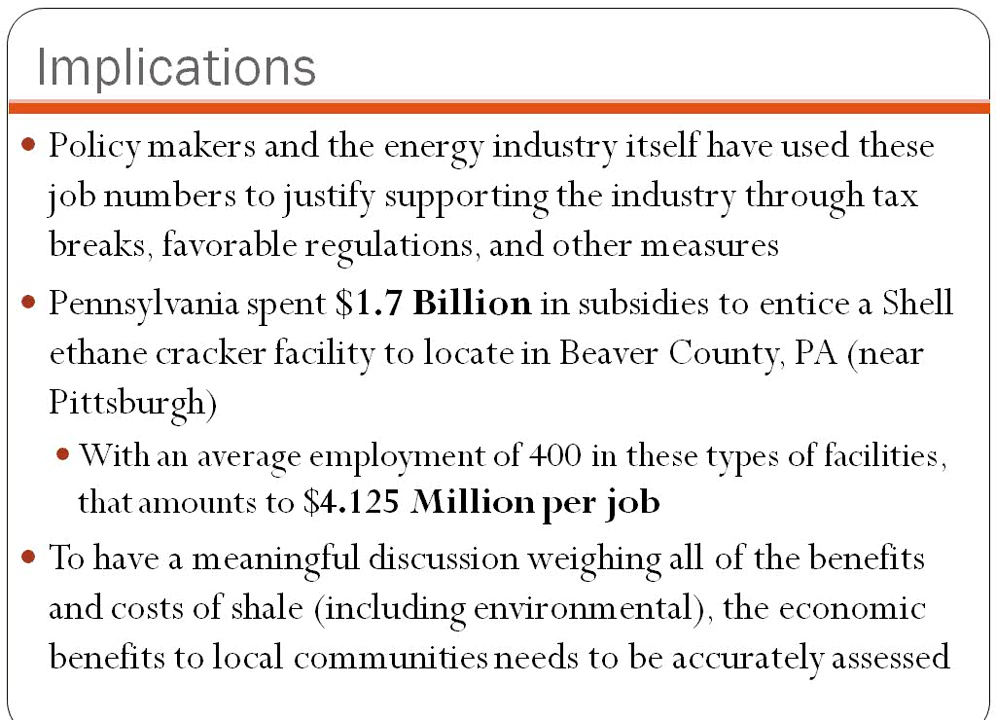 Implications
• Policy makers and the energy industry itself have used these
job numbers to justify supporting the industry through tax
breaks, favorable regulations, and other measures
• Pennsylvania spent $1.7 Billion in subsidies to entice a Shell
ethane cracker facility to locate in Beaver County, PA (near
Pittsburgh)
• With an average employment of 400 in these types of facilities,
that amounts to $4.125 Million per job
• To have a meaningful discussion weighing all of the benefits
and costs of shale (including environmental), the economic
benefits to local communities needs to be accurately assessed